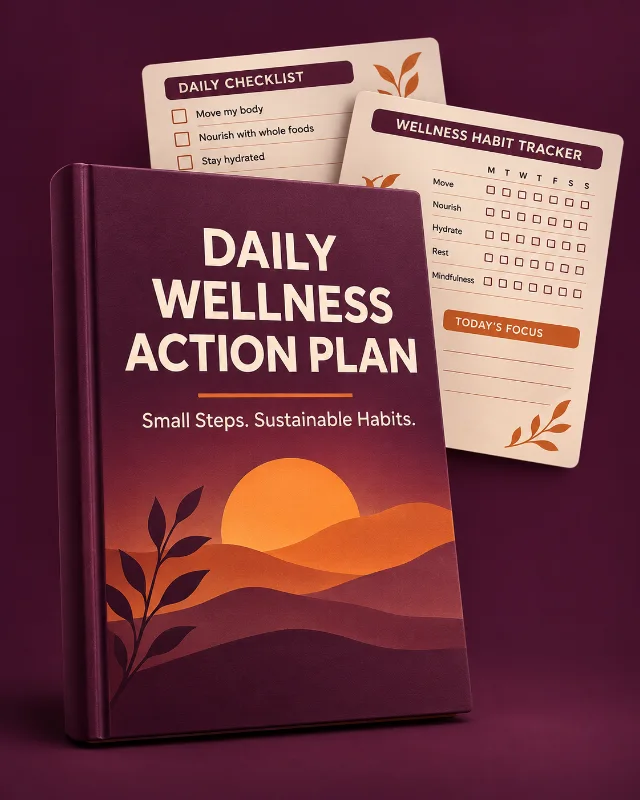 DAILY CHECKLIST
Move my body
Nourish with whole foods
Stay hydrated
WELLNESS HABIT TRACKER
M T W T F S S
Move
Nourish
Hydrate
Rest
Mindfulness
TODAY'S FOCUS
DAILY
WELLNESS
ACTION PLAN
Small Steps. Sustainable Habits.